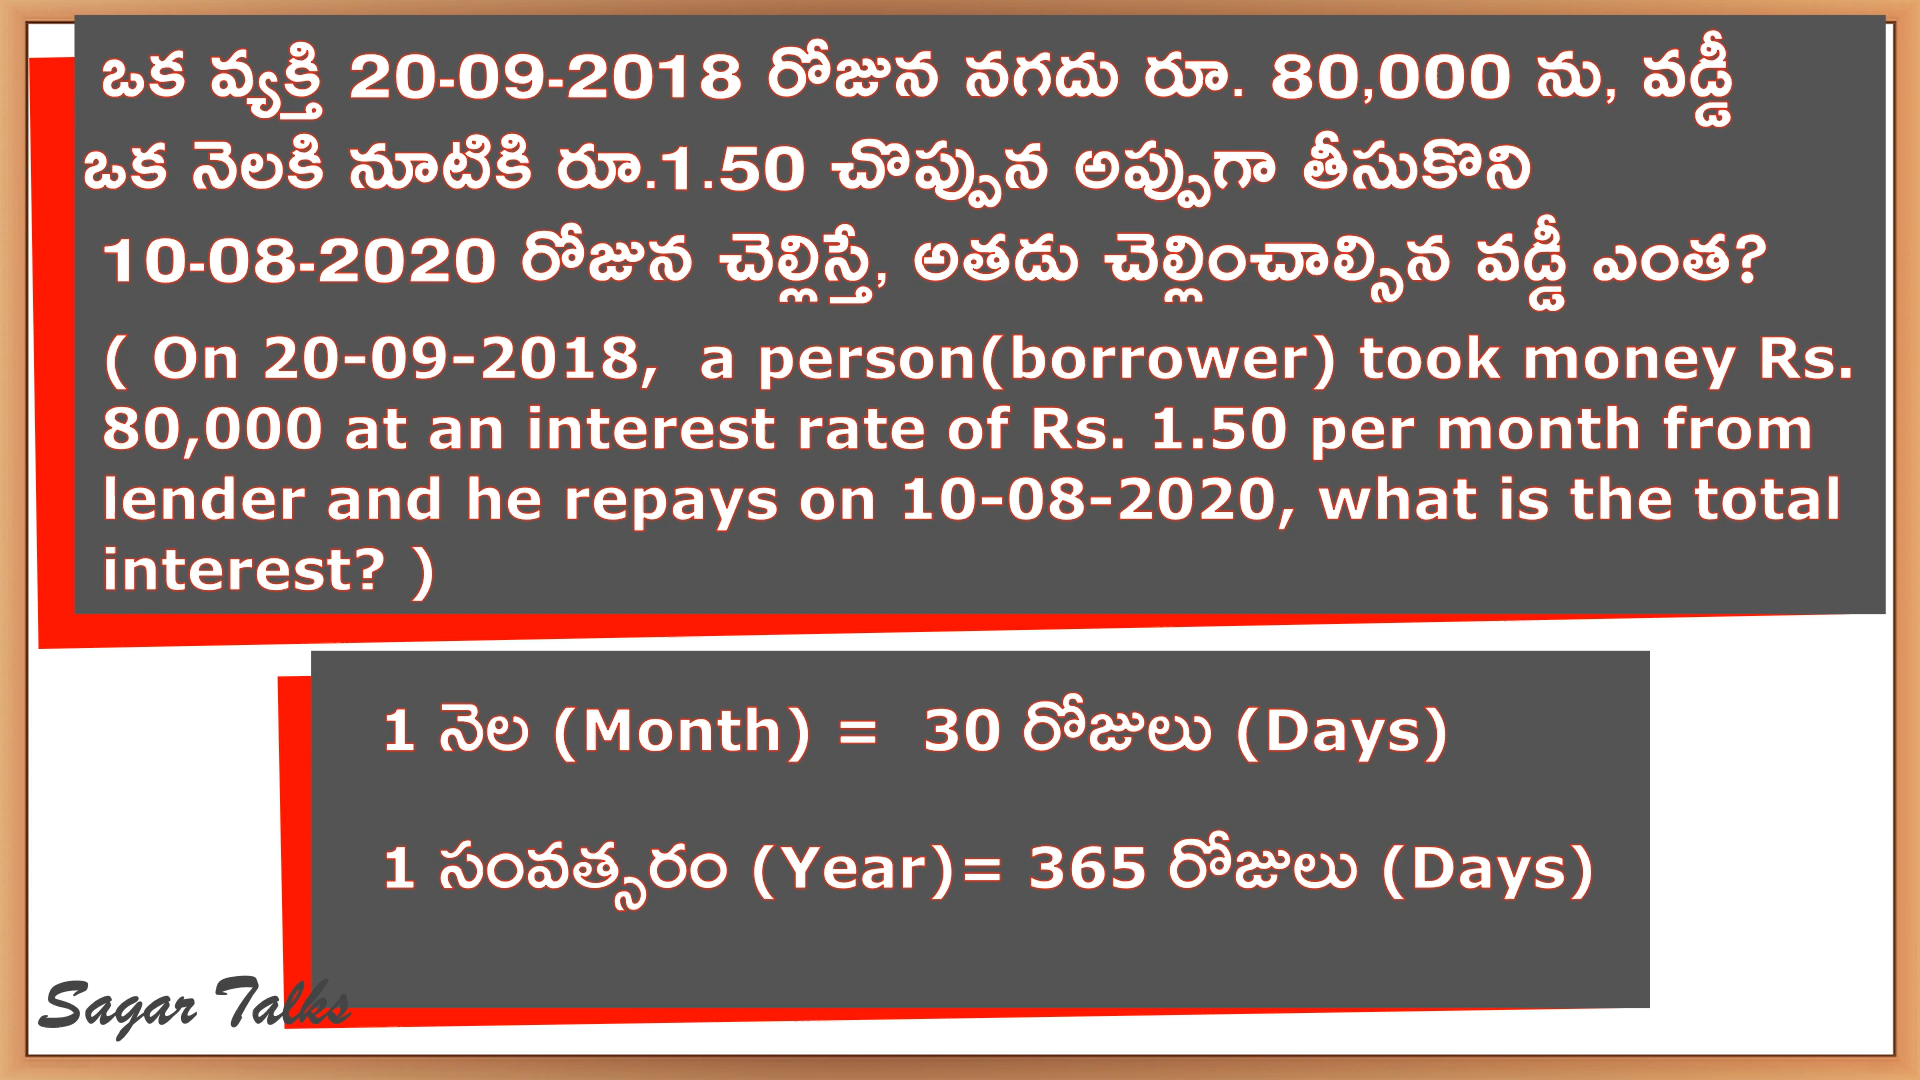 ఒక వ్యక్తి 20-09-2018 రోజున నగదు రూ. 80,000 ను, వడ్డీ
ఒక నెలకి నూటికి రూ.1.50 చొప్పున అప్పుగా తీసుకొని
10-08-2020 రోజున చెల్లిస్తే, అతడు చెల్లించాల్సిన వడ్డీ ఎంత?
( On 20-09-2018, a person(borrower) took money Rs.
80,000 at an interest rate of Rs. 1.50 per month from
lender and he repays on 10-08-2020, what is the total
interest? )
1 నెల (Month) = 30 రోజులు (Days)
1 సంవత్సరం (Year)= 365 రోజులు (Days)
Sagar Talks